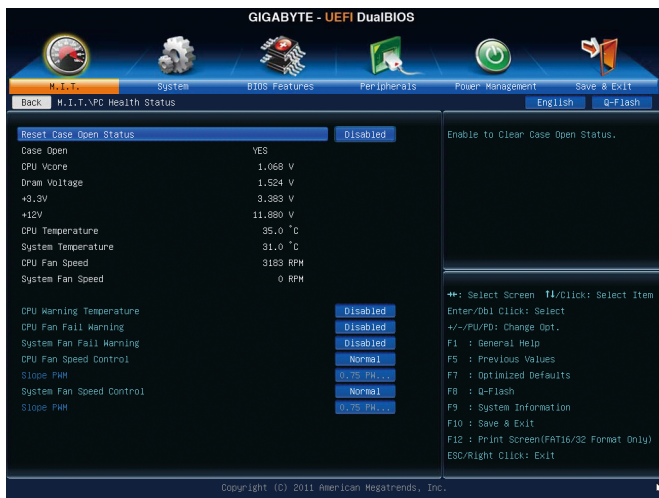 GIGABYTE - UEFI DualBIOS
M.I.T. System BIOS Features Peripherals Power Management Save & Exit
Back M.I.T.\PC Health Status English Q-Flash
Reset Case Open Status Disabled
Case Open YES
CPU Vcore 1.068 V
Dram Voltage 1.524 V
+3.3V 3.383 V
+12V 11.880 V
CPU Temperature 35.0 °C
System Temperature 31.0 °C
CPU Fan Speed 3183 RPM
System Fan Speed 0 RPM
CPU Warning Temperature Disabled
CPU Fan Fail Warning Disabled
System Fan Fail Warning Disabled
CPU Fan Speed Control Normal
Slope PWM 0.75 PW...
System Fan Speed Control Normal
Slope PWM 0.75 PW...
Enable to Clear Case Open Status.
→←: Select Screen ↑↓/Click: Select Item
Enter/Dbl Click: Select
+/-/PU/PD: Change Opt.
F1 : General Help
F5 : Previous Values
F7 : Optimized Defaults
F8 : Q-Flash
F9 : System Information
F10 : Save & Exit
F12 : Print Screen(FAT16/32 Format Only)
ESC/Right Click: Exit
Copyright (C) 2011 American Megatrends, Inc.